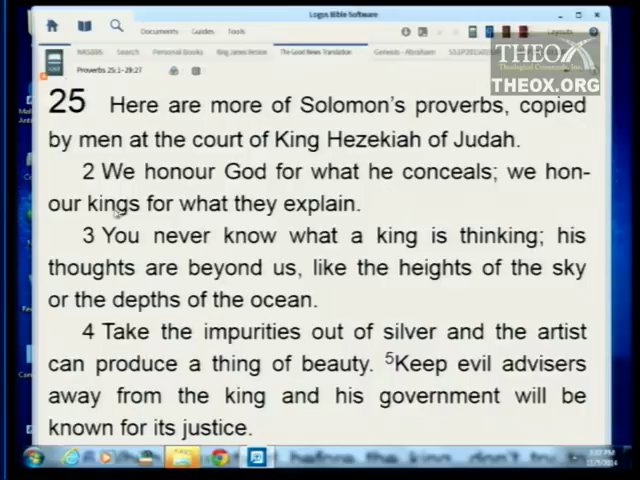 Logos Bible Software
Documents Guides Tools
Layouts
NASB95 Search Personal Books King James Version The Good News Translation Genesis - Abraham
Proverbs 25:1–29:27
THEOX
THEOX.ORG
25 Here are more of Solomon's proverbs, copied
by men at the court of King Hezekiah of Judah.
2 We honour God for what he conceals; we hon-
our kings for what they explain.
3 You never know what a king is thinking; his
thoughts are beyond us, like the heights of the sky
or the depths of the ocean.
4 Take the impurities out of silver and the artist
can produce a thing of beauty. 5Keep evil advisers
away from the king and his government will be
known for its justice.
before the king, don't try to